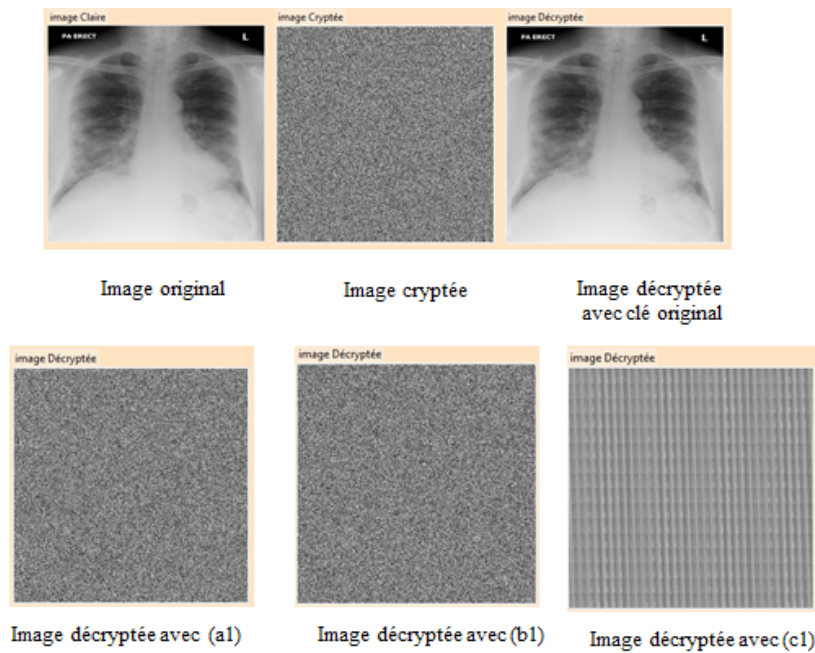 image Claire
image Cryptée
image Décryptée
PA ERECT
L
PA ERECT
L
Image original
Image cryptée
Image décryptée
avec clé original
image Décryptée
image Décryptée
image Décryptée
Image décryptée avec (a1)
Image décryptée avec (b1)
Image décryptée avec (c1)